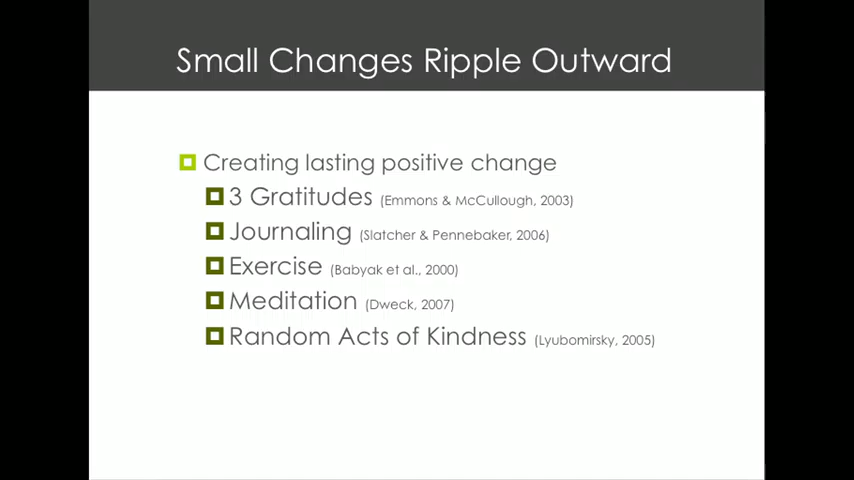 Small Changes Ripple Outward
Creating lasting positive change
3 Gratitudes (Emmons & McCullough, 2003)
Journaling (Slatcher & Pennebaker, 2006)
Exercise (Babyak et al., 2000)
Meditation (Dweck, 2007)
Random Acts of Kindness (Lyubomirsky, 2005)